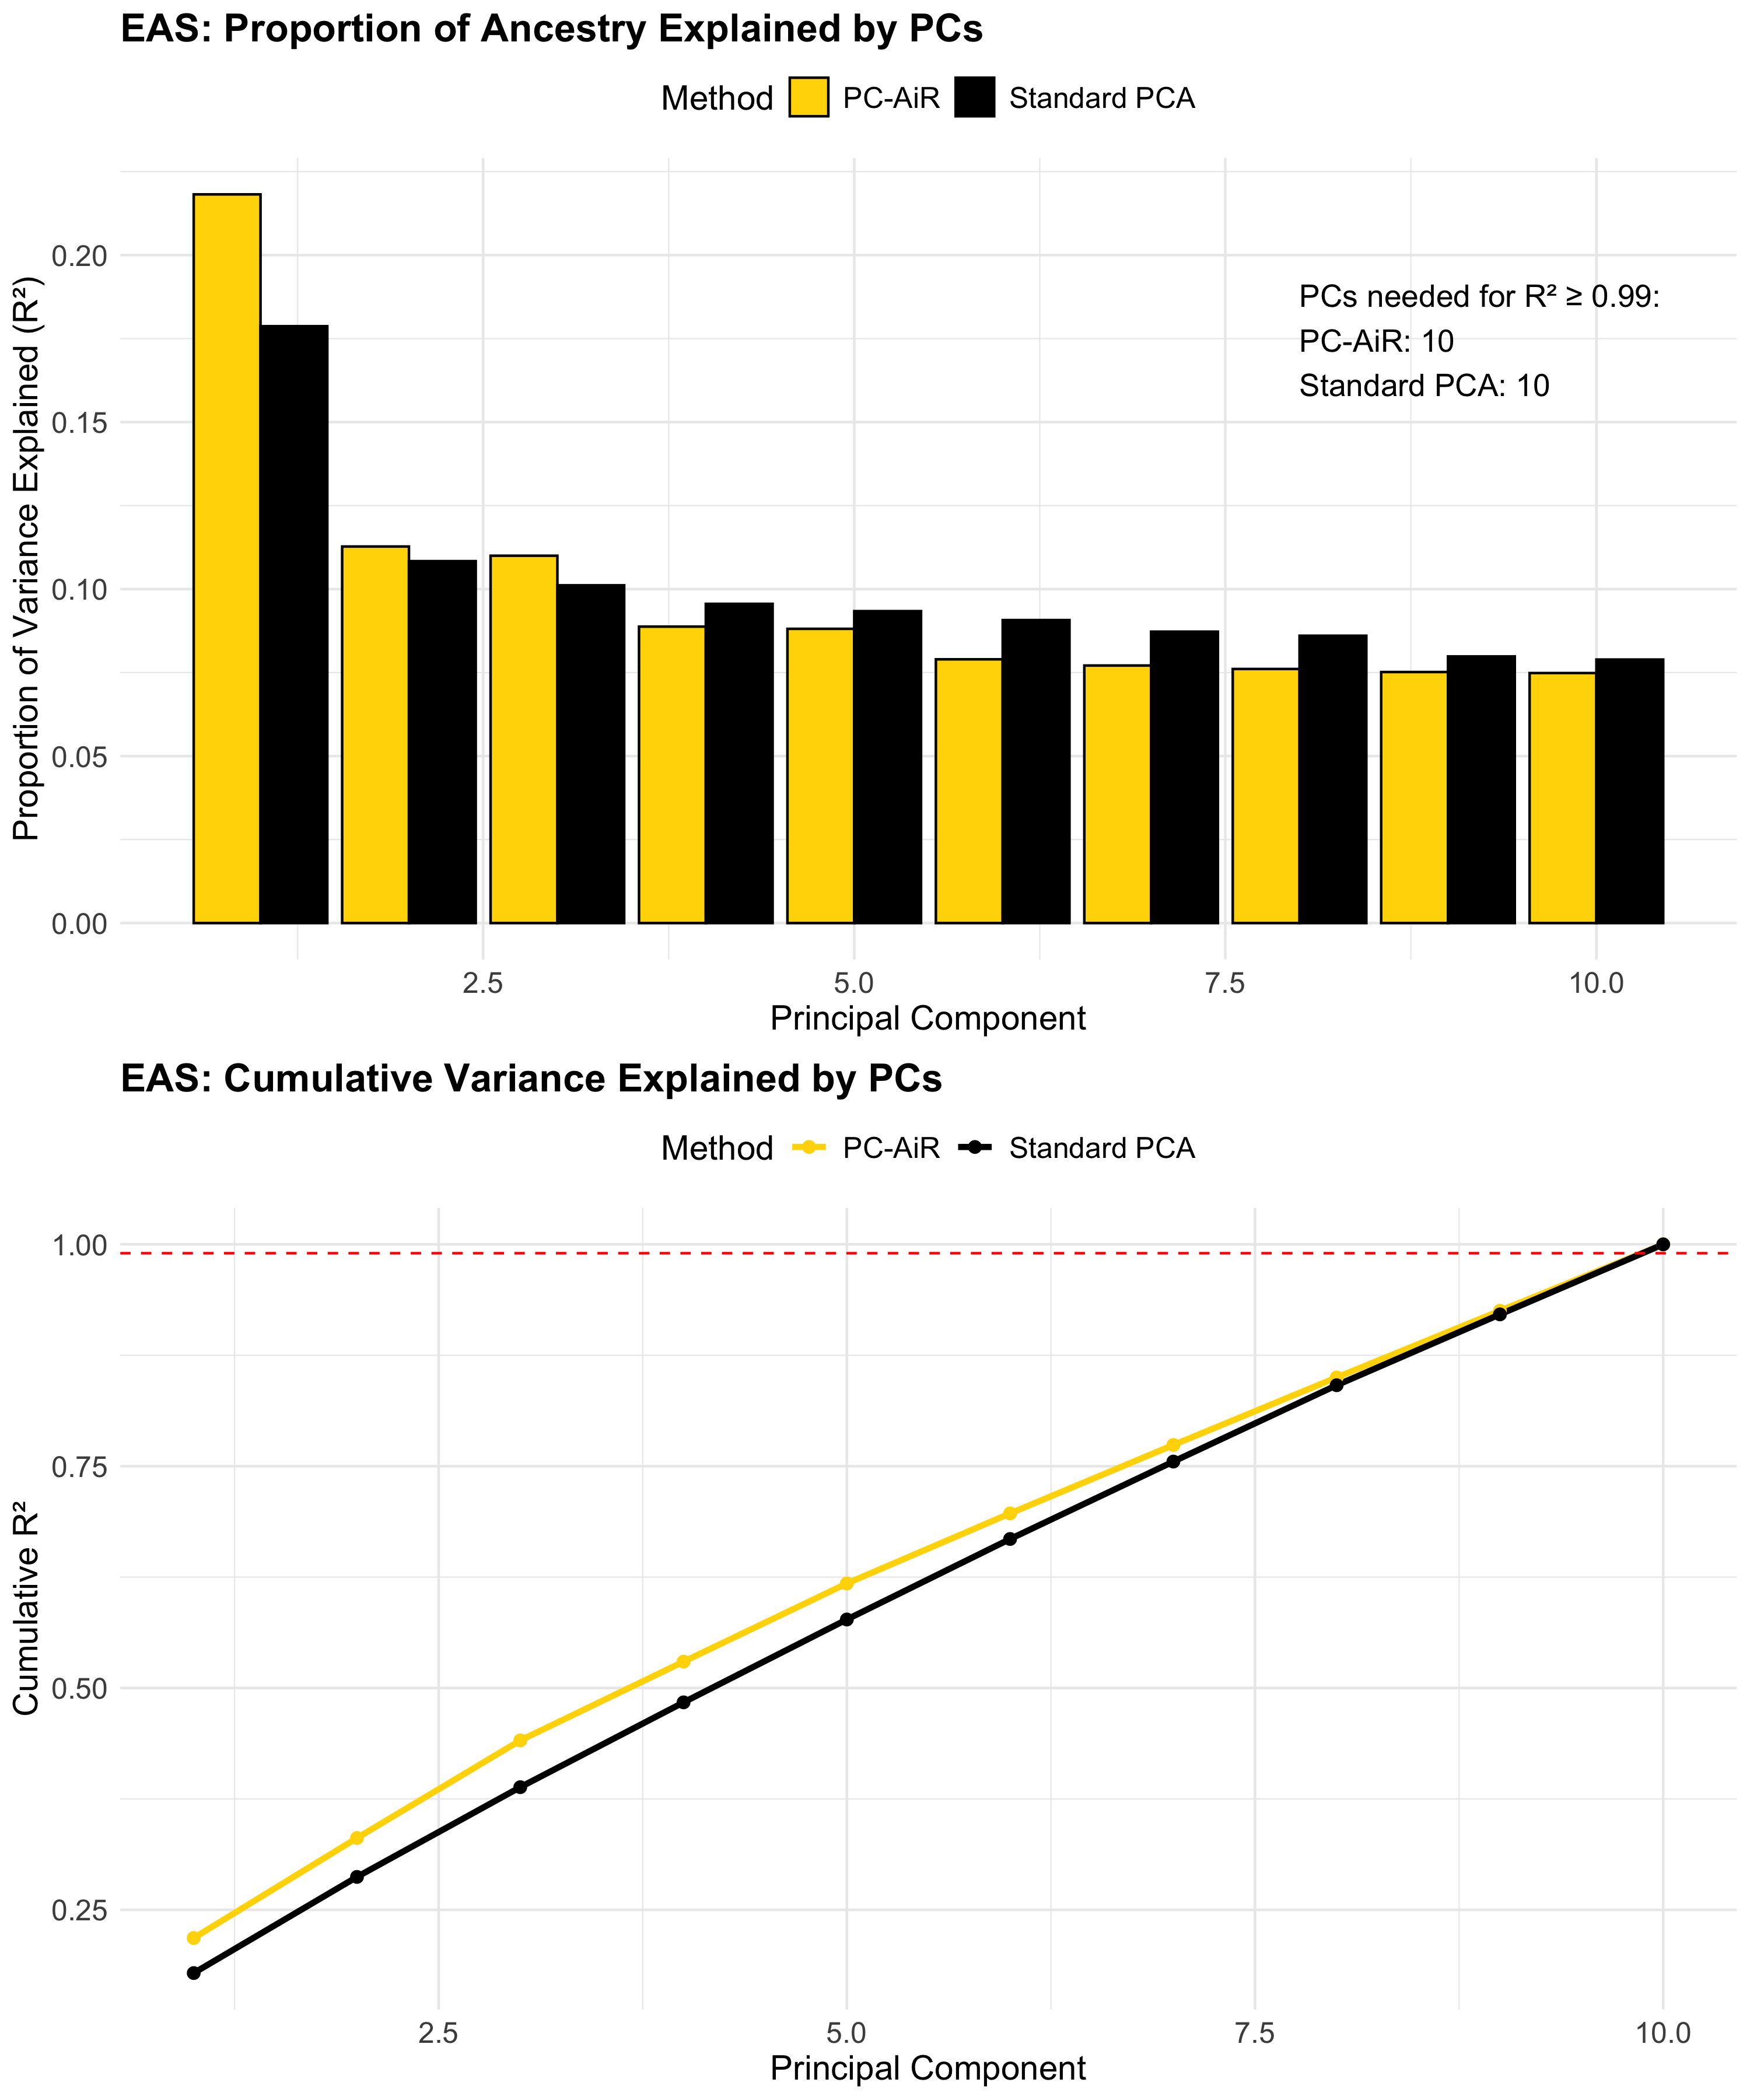 EAS: Proportion of Ancestry Explained by PCs
Method PC-AiR Standard PCA
Proportion of Variance Explained (R²)
0.20
0.15
0.10
0.05
0.00
PCs needed for R² ≥ 0.99:
PC-AiR: 10
Standard PCA: 10
2.5 5.0 7.5 10.0
Principal Component
EAS: Cumulative Variance Explained by PCs
Method PC-AiR Standard PCA
Cumulative R²
1.00
0.75
0.50
0.25
2.5 5.0 7.5 10.0
Principal Component